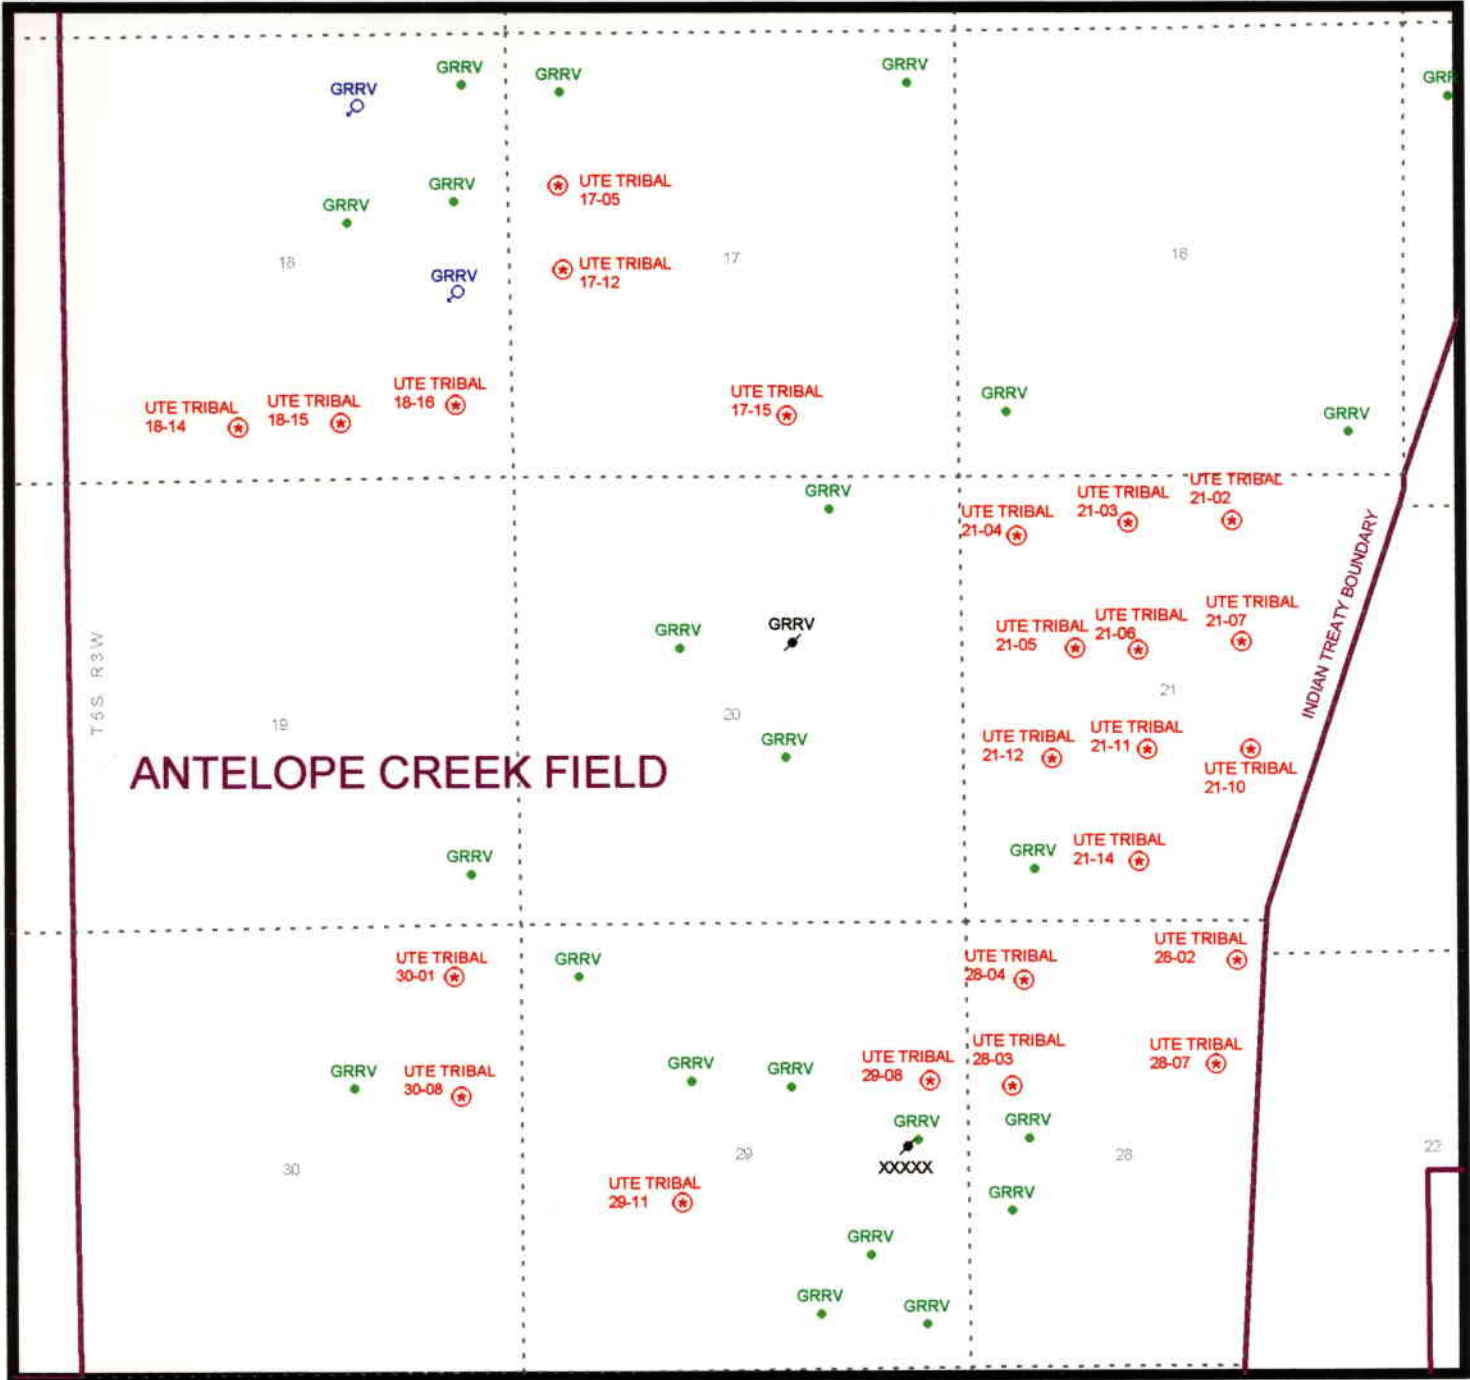 GRRV
GRRV
GRRV
GRRV
GRR
GRRV
GRRV
UTE TRIBAL
17-05
18
17
16
GRRV
UTE TRIBAL
17-12
UTE TRIBAL
18-14
UTE TRIBAL
18-15
UTE TRIBAL
18-16
UTE TRIBAL
17-15
GRRV
GRRV
GRRV
UTE TRIBAL
21-04
UTE TRIBAL
21-03
UTE TRIBAL
21-02
INDIAN TREATY BOUNDARY
GRRV
GRRV
UTE TRIBAL
21-05
UTE TRIBAL
21-06
UTE TRIBAL
21-07
T5S R3W
19
20
21
GRRV
UTE TRIBAL
21-12
UTE TRIBAL
21-11
UTE TRIBAL
21-10
ANTELOPE CREEK FIELD
GRRV
GRRV
UTE TRIBAL
21-14
UTE TRIBAL
30-01
GRRV
UTE TRIBAL
28-04
UTE TRIBAL
28-02
GRRV
UTE TRIBAL
30-08
GRRV
GRRV
UTE TRIBAL
29-08
UTE TRIBAL
28-03
UTE TRIBAL
28-07
GRRV
XXXXX
GRRV
30
29
28
22
UTE TRIBAL
29-11
GRRV
GRRV
GRRV
GRRV